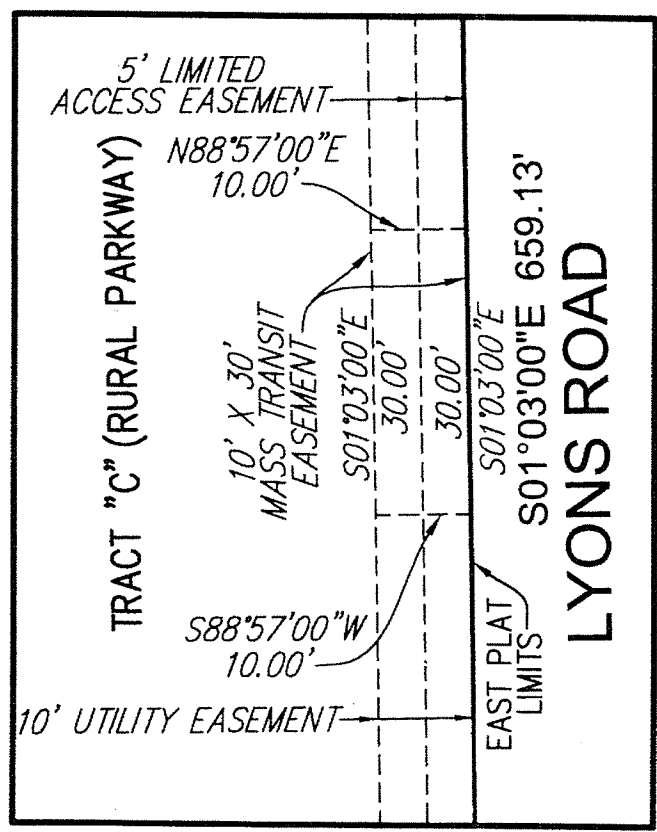 5' LIMITED
ACCESS EASEMENT
TRACT "C" (RURAL PARKWAY)
N88°57'00"E
10.00'
10' X 30'
MASS TRANSIT
EASEMENT
S01°03'00"E
30.00'
30.00'
S01°03'00"E
S01°03'00"E 659.13'
LYONS ROAD
S88°57'00"W
10.00'
EAST PLAT
LIMITS
10' UTILITY EASEMENT